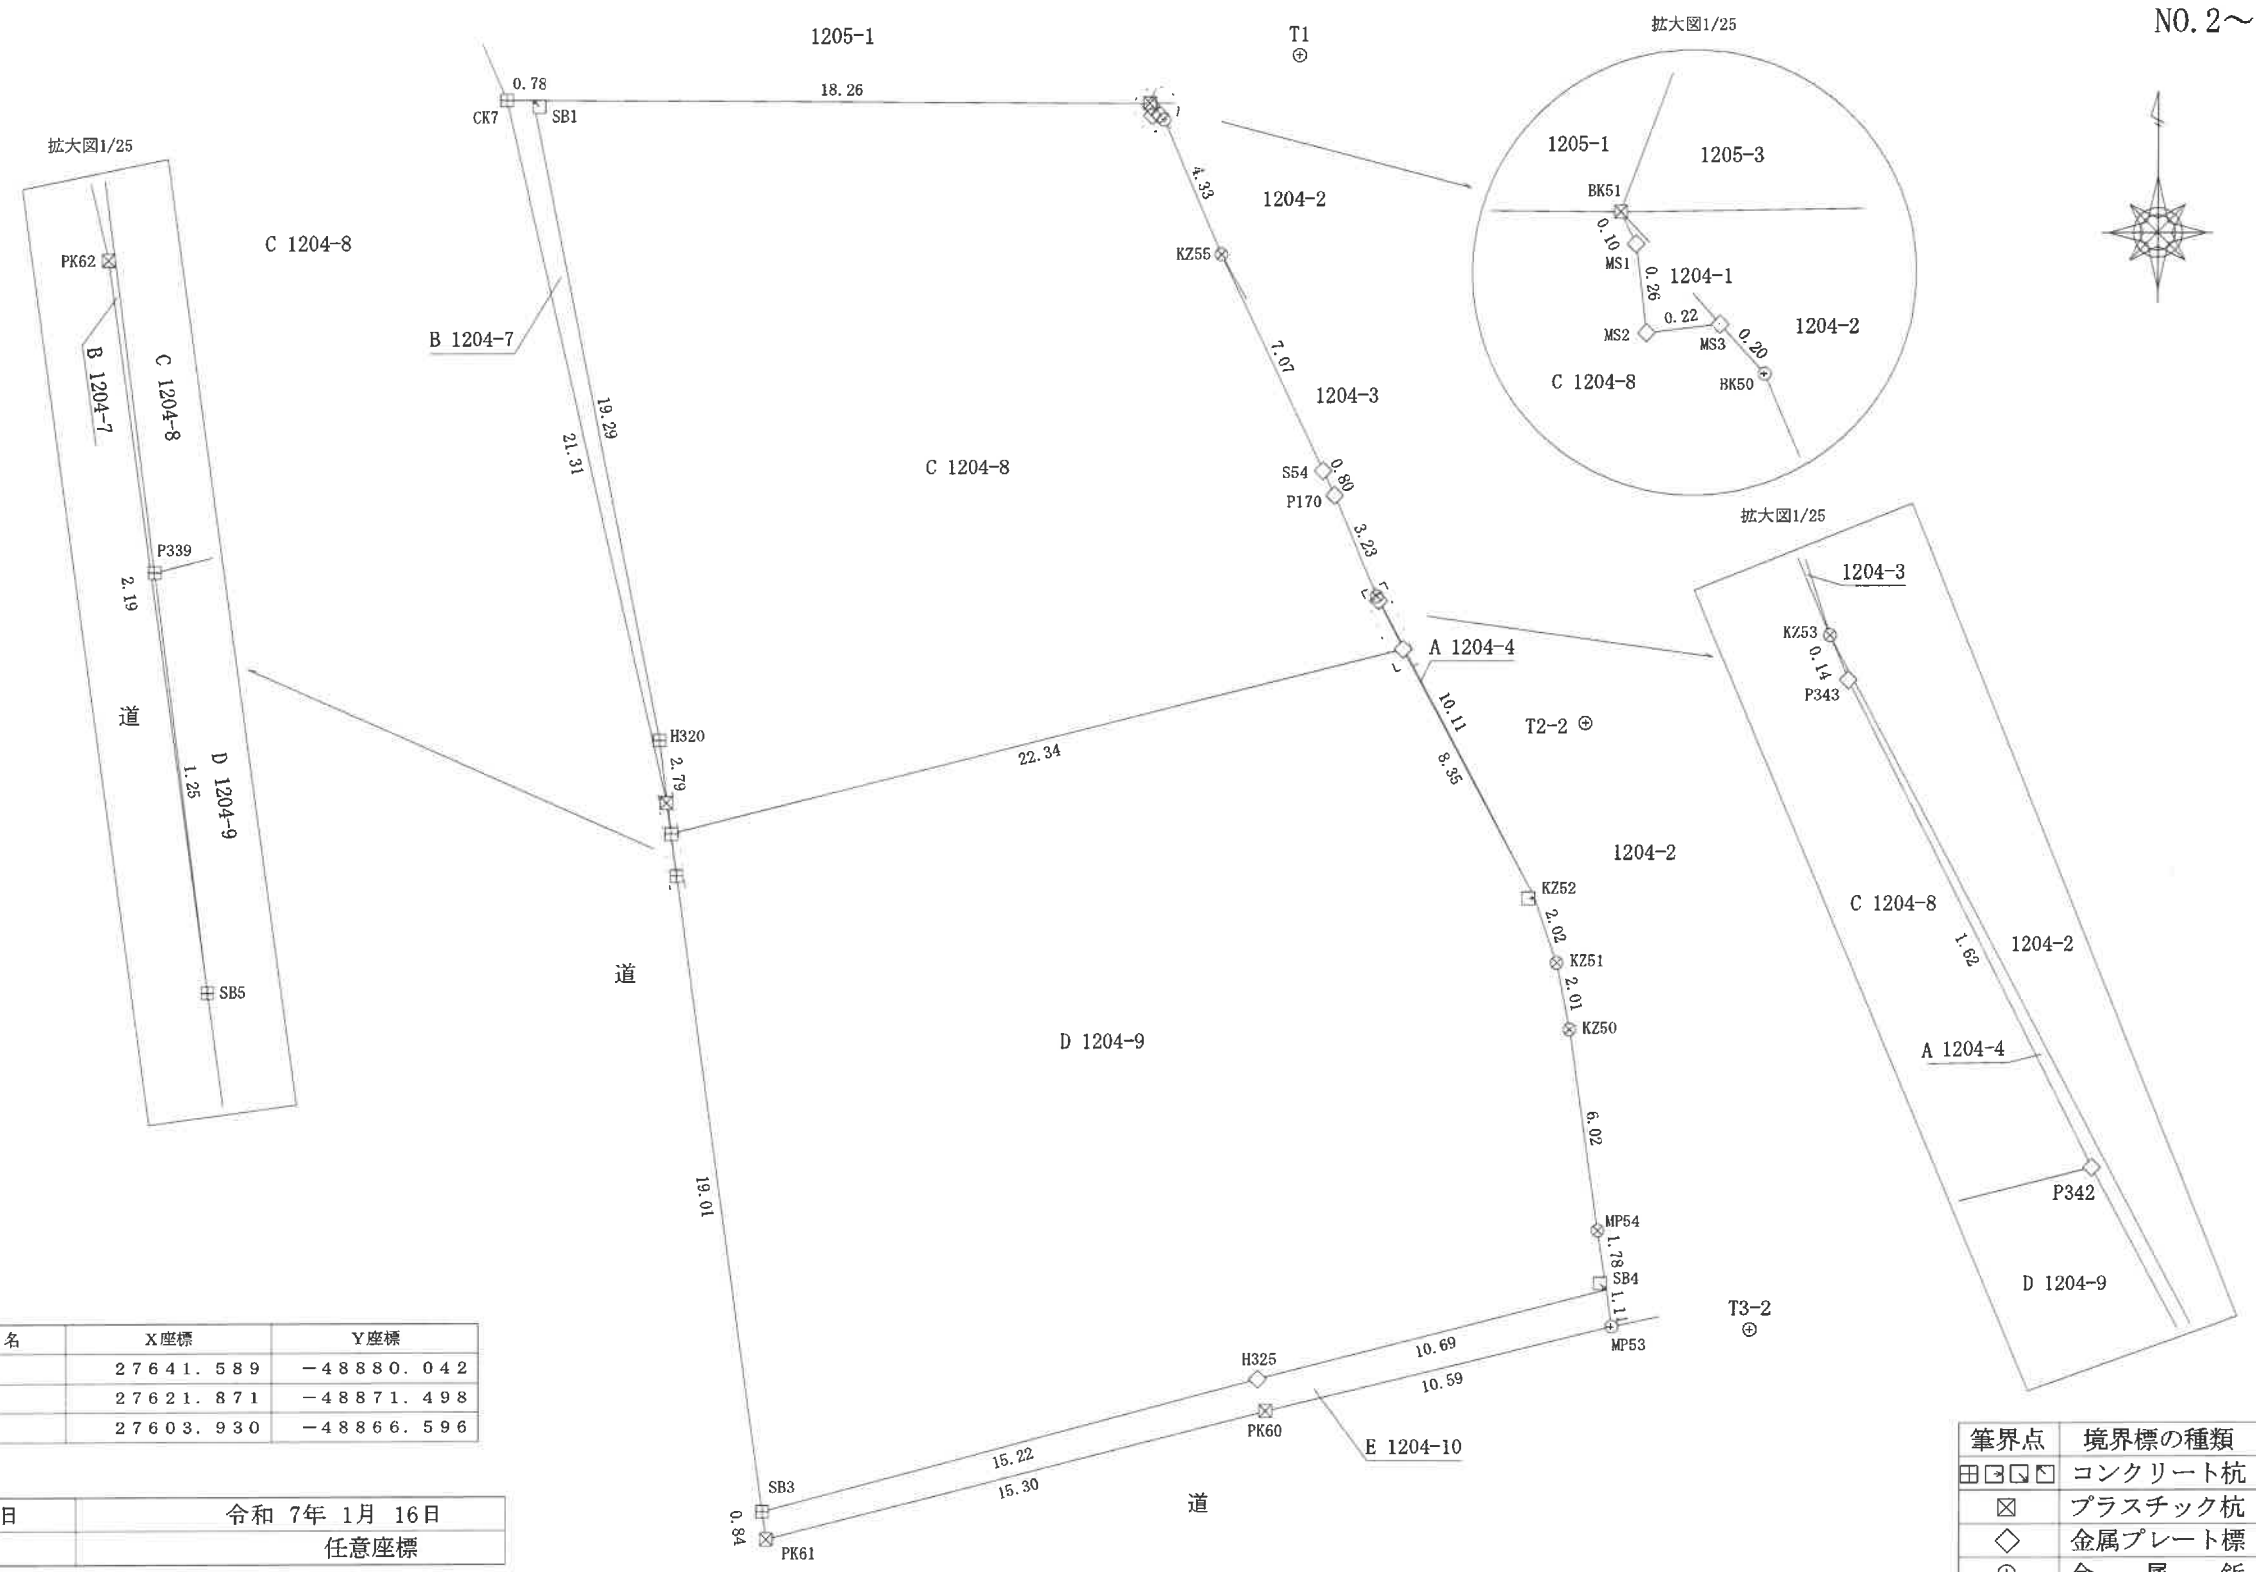 NO. 2～
1205-1
T1
拡大図1/25
0.78
18.26
CK7
SB1
拡大図1/25
1205-1
1205-3
BK51
0.10
MS1
0.26
1204-1
0.22
MS2
MS3
0.20
1204-2
BK50
C 1204-8
PK62
B 1204-7
C 1204-8
P339
2.19
道
1.25
D 1204-9
SB5
C 1204-8
B 1204-7
4.33
1204-2
KZ55
7.07
1204-3
19.29
21.31
C 1204-8
S54
0.80
P170
3.23
A 1204-4
10.11
8.35
T2-2
H320
2.79
22.34
1204-2
KZ52
2.02
KZ51
2.01
KZ50
道
D 1204-9
6.02
19.01
MP54
1.78
SB4
1.11
MP53
T3-2
H325
10.69
10.59
PK60
E 1204-10
15.22
15.30
SB3
0.84
PK61
道
拡大図1/25
1204-3
KZ53
0.14
P343
C 1204-8
1.62
1204-2
A 1204-4
P342
D 1204-9
名 X座標 Y座標
27641.589 -48880.042
27621.871 -48871.498
27603.930 -48866.596
日 令和 7年 1月 16日
任意座標
筆界点 境界標の種類
コンクリート杭
プラスチック杭
金属プレート標